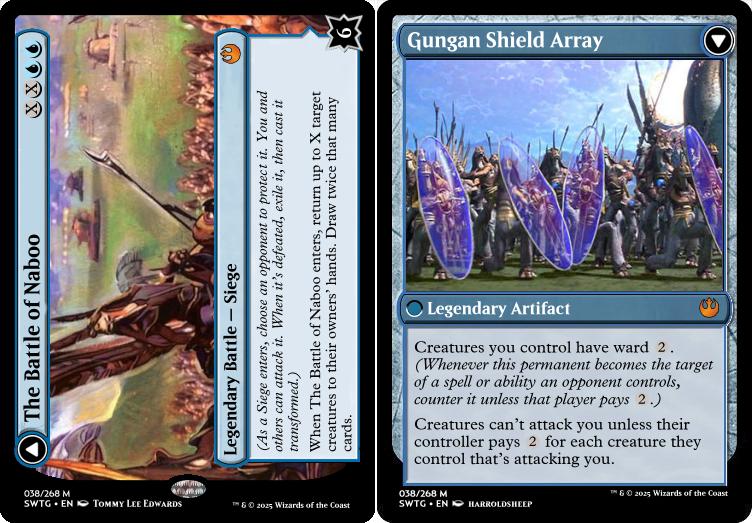 The Battle of Naboo
X X
Legendary Battle – Siege
(As a Siege enters, choose an opponent to protect it. You and
others can attack it. When it's defeated, exile it, then cast it
transformed.)
When The Battle of Naboo enters, return up to X target
creatures to their owners' hands. Draw twice that many
cards.
6
038/268 M
SWTG • EN TOMMY LEE EDWARDS
™ & © 2025 Wizards of the Coast
Gungan Shield Array
Legendary Artifact
Creatures you control have ward 2.
(Whenever this permanent becomes the target
of a spell or ability an opponent controls,
counter it unless that player pays 2.)
Creatures can't attack you unless their
controller pays 2 for each creature they
control that's attacking you.
038/268 M
SWTG • EN HARROLDSHEEP
™ & © 2025 Wizards of the Coast